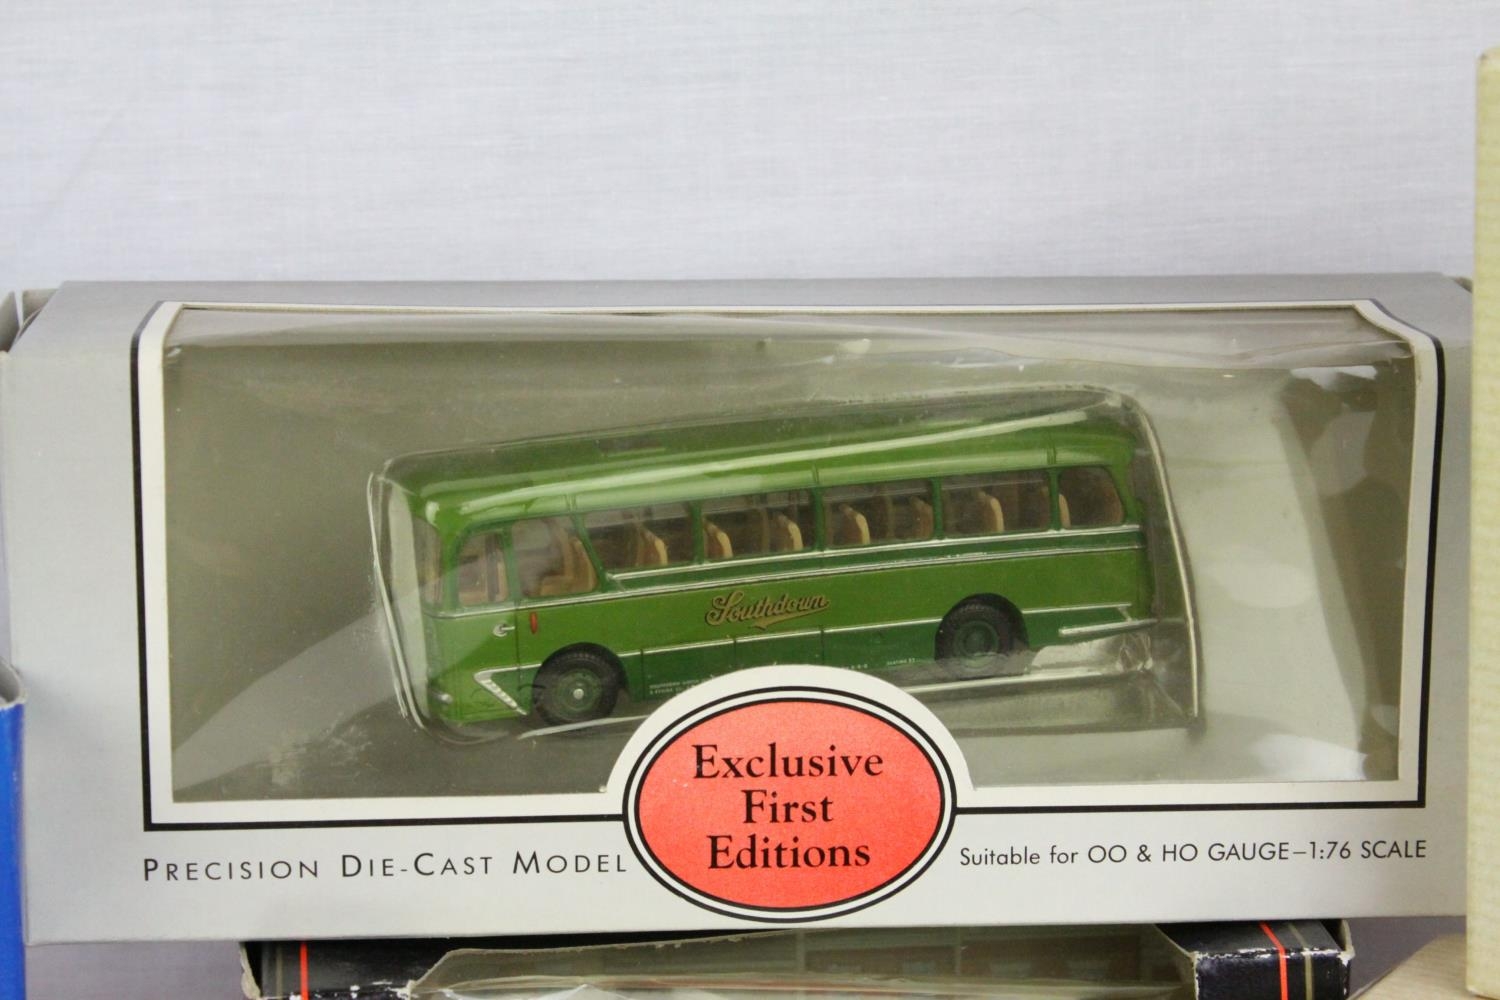 Southdown
Exclusive
First
Editions
PRECISION DIE-CAST MODEL
Suitable for OO & HO GAUGE–1:76 SCALE